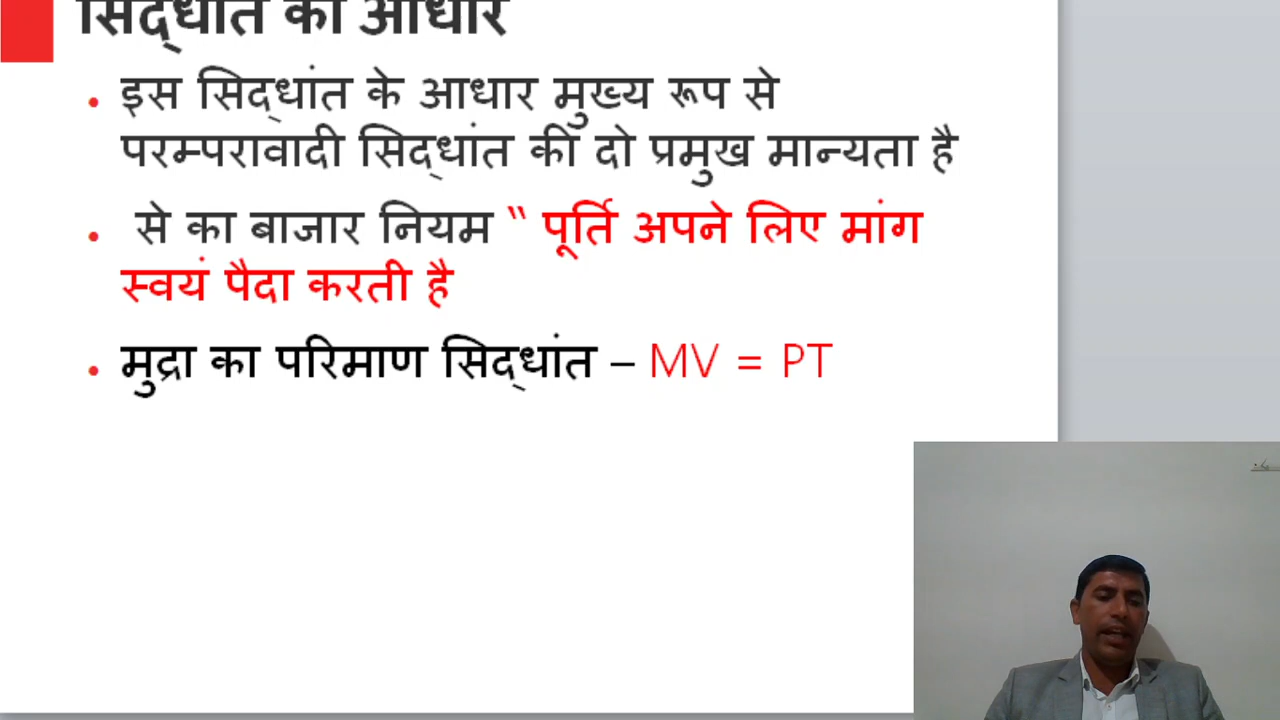 सिद्धांत का आधार
इस सिद्धांत के आधार मुख्य रूप से
परम्परावादी सिद्धांत की दो प्रमुख मान्यता है
से का बाजार नियम “ पूर्ति अपने लिए मांग
स्वयं पैदा करती है
मुद्रा का परिमाण सिद्धांत – MV = PT